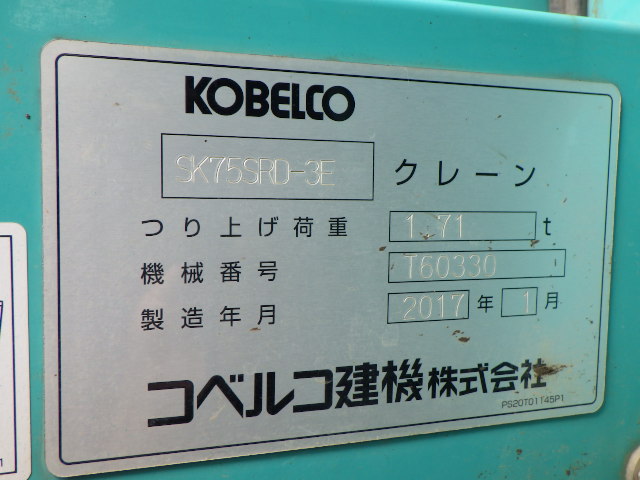 KOBELCO
SK75SRD-3E クレーン
つり上げ荷重 1.71 t
機械番号 T60330
製造年月 2017 年 1 月
コベルコ建機株式会社
PS20T01145P1
1